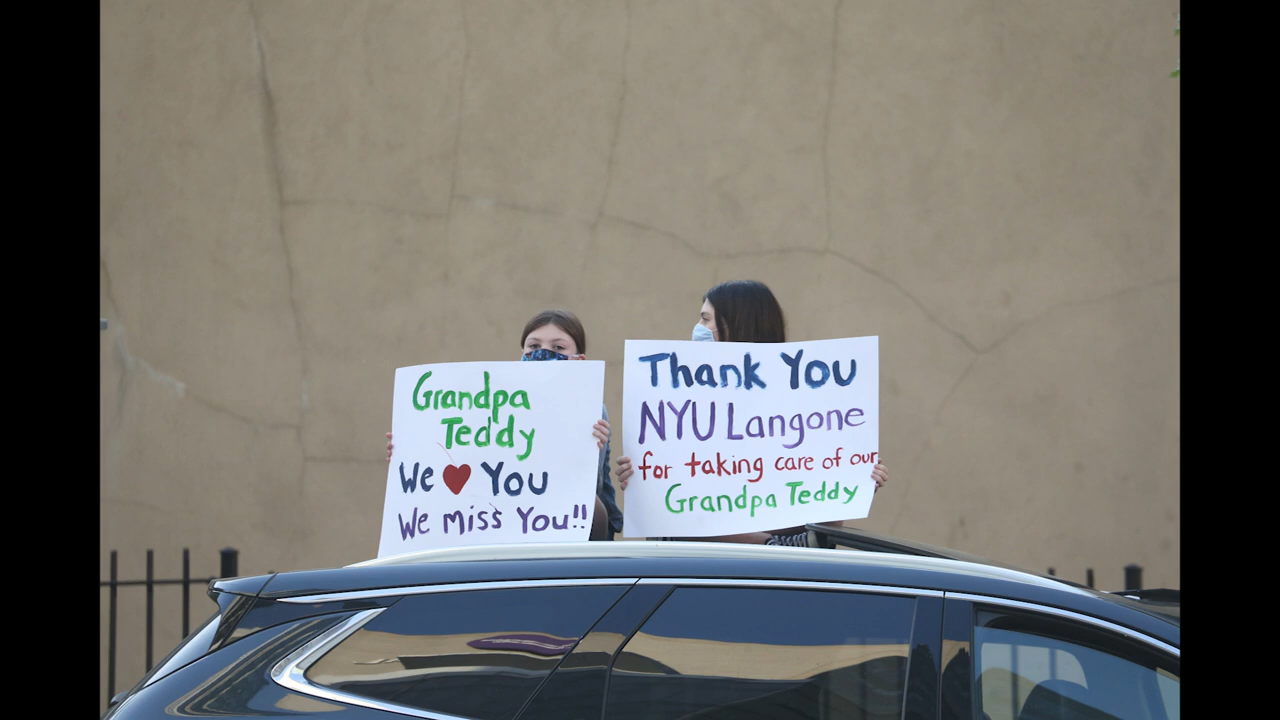 Grandpa
Teddy
We ❤ You
We miss You!!
Thank You
NYU Langone
for taking care of our
Grandpa Teddy